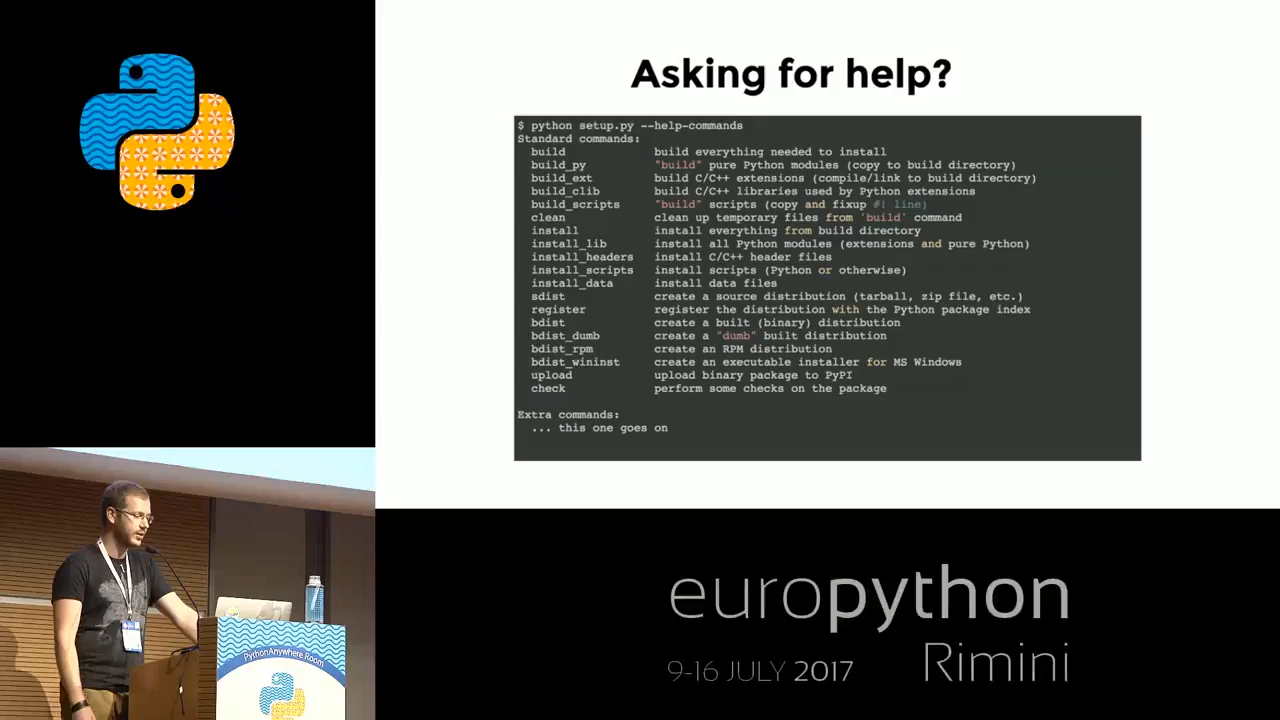 Asking for help?
$ python setup.py --help-commands
Standard commands:
build build everything needed to install
build_py "build" pure Python modules (copy to build directory)
build_ext build C/C++ extensions (compile/link to build directory)
build_clib build C/C++ libraries used by Python extensions
build_scripts "build" scripts (copy and fixup #! line)
clean clean up temporary files from 'build' command
install install everything from build directory
install_lib install all Python modules (extensions and pure Python)
install_headers install C/C++ header files
install_scripts install scripts (Python or otherwise)
install_data install data files
sdist create a source distribution (tarball, zip file, etc.)
register register the distribution with the Python package index
bdist create a built (binary) distribution
bdist_dumb create a "dumb" built distribution
bdist_rpm create an RPM distribution
bdist_wininst create an executable installer for MS Windows
upload upload binary package to PyPI
check perform some checks on the package
Extra commands:
... this one goes on
PythonAnywhere Room
europython
9-16 JULY 2017 Rimini